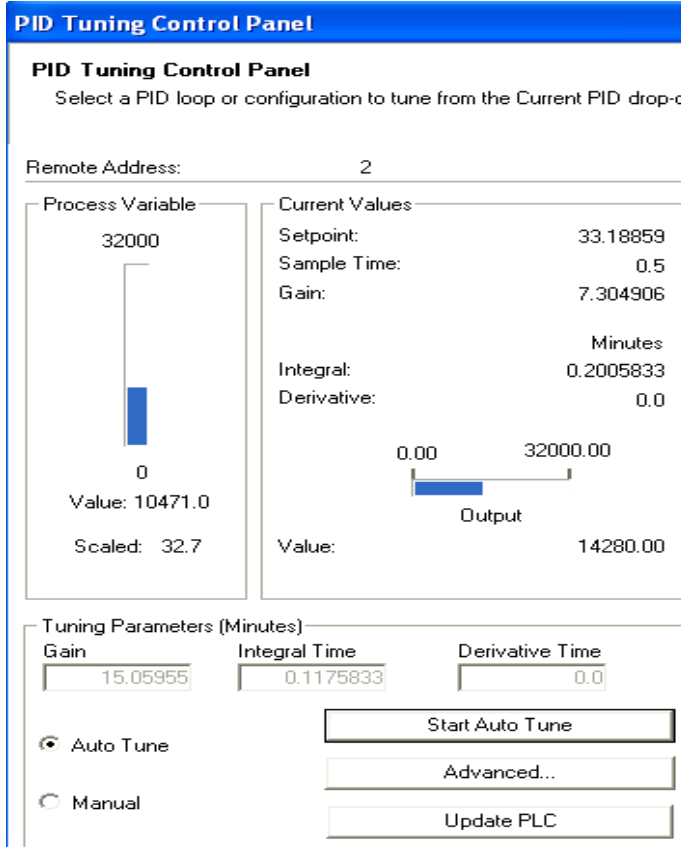 PID Tuning Control Panel
PID Tuning Control Panel
Select a PID loop or configuration to tune from the Current PID
Remote Address: 2
Process Variable
32000
0
Value: 10471.0
Scaled: 32.7
Current Values
Setpoint: 33.18859
Sample Time: 0.5
Gain: 7.304906
Minutes
Integral: 0.2005833
Derivative: 0.0
0.00 32000.00
Output
Value: 14280.00
Tuning Parameters (Minutes)
Gain Integral Time Derivative Time
15.05955 0.1175833 0.0
Auto Tune
Manual
Start Auto Tune
Advanced...
Update PLC